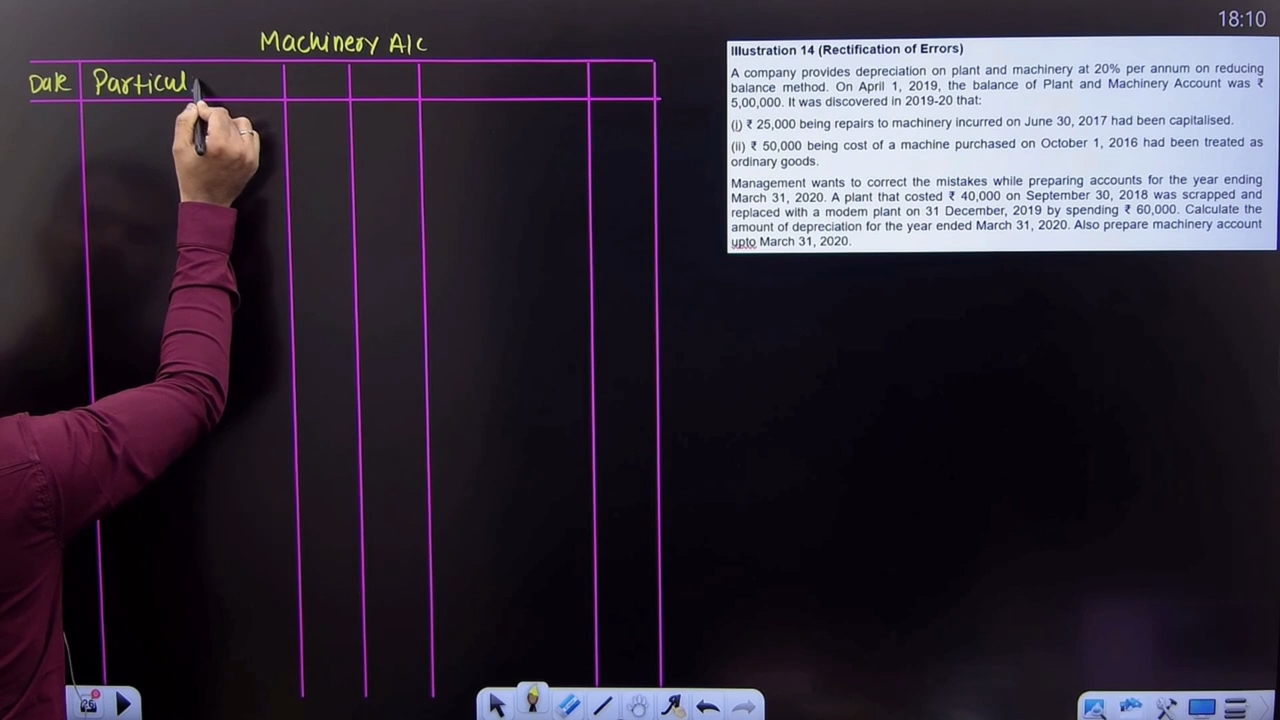 18:10
Machinery A/c
Date Particul
Illustration 14 (Rectification of Errors)
A company provides depreciation on plant and machinery at 20% per annum on reducing
balance method. On April 1, 2019, the balance of Plant and Machinery Account was ₹
5,00,000. It was discovered in 2019-20 that:
(i) ₹ 25,000 being repairs to machinery incurred on June 30, 2017 had been capitalised.
(ii) ₹ 50,000 being cost of a machine purchased on October 1, 2016 had been treated as
ordinary goods.
Management wants to correct the mistakes while preparing accounts for the year ending
March 31, 2020. A plant that costed ₹ 40,000 on September 30, 2018 was scrapped and
replaced with a modem plant on 31 December, 2019 by spending ₹ 60,000. Calculate the
amount of depreciation for the year ended March 31, 2020. Also prepare machinery account
upto March 31, 2020.